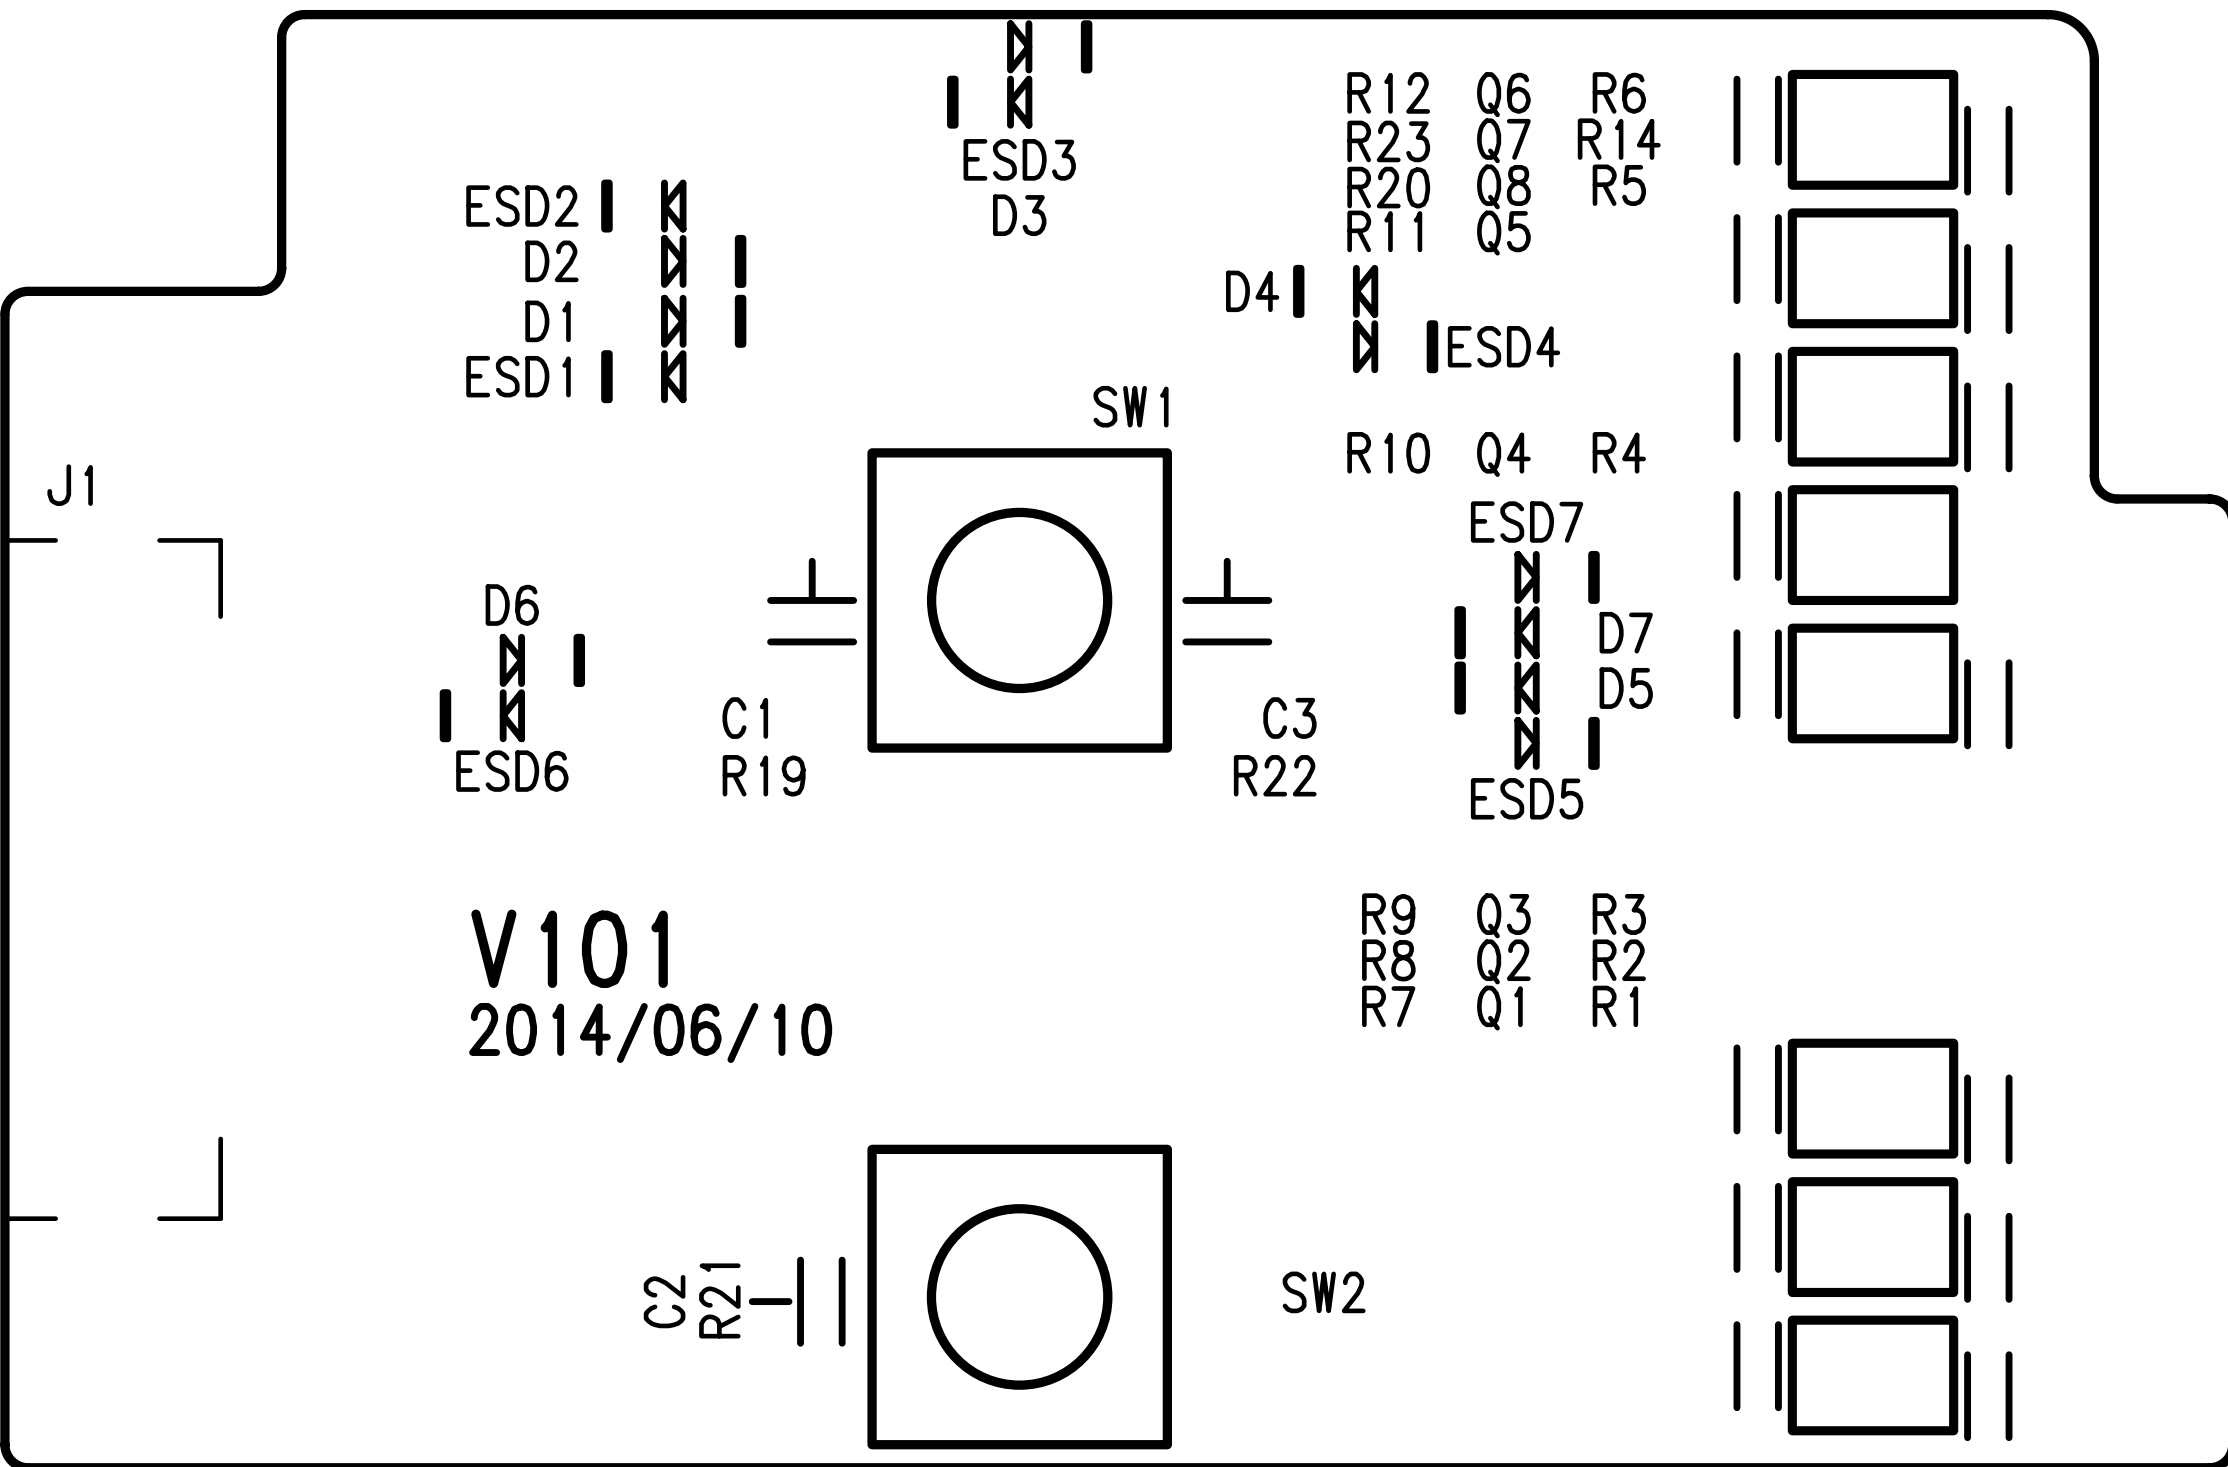 R12 Q6 R6
R23 Q7 R14
ESD3
R20 Q8 R5
ESD2
D3
R11 Q5
D2
D4
D1
ESD4
ESD1
SW1
R10 Q4 R4
J1
ESD7
D6
D7
D5
C1
C3
ESD6
R19
R22
ESD5
R9 Q3 R3
V101
R8 Q2 R2
R7 Q1 R1
2014/06/10
C2
R21
SW2